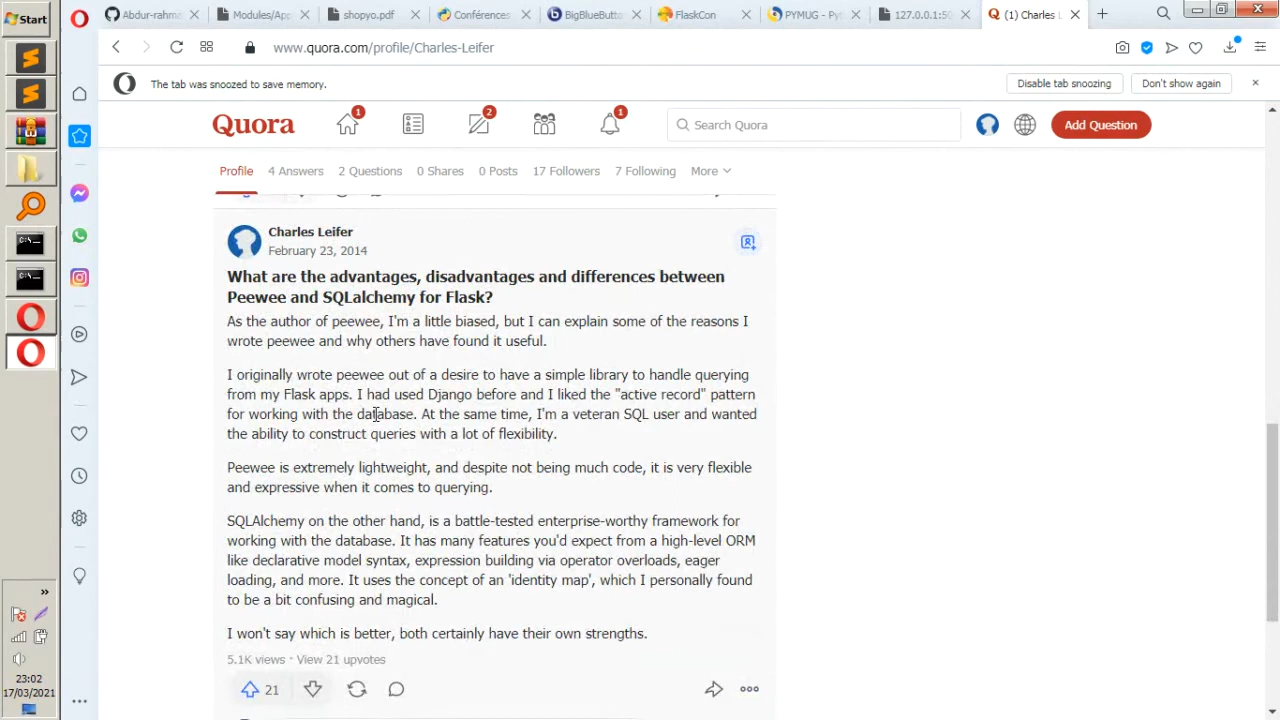 Start
Abdur-rahma
Modules/App
shopyo.pdf
Conférences
BigBlueButto
FlaskCon
PYMUG - Pyt
127.0.0.1:50
(1) Charles L
www.quora.com/profile/Charles-Leifer
The tab was snoozed to save memory.
Disable tab snoozing
Don't show again
Quora
1
2
1
Search Quora
Add Question
Profile
4 Answers
2 Questions
0 Shares
0 Posts
17 Followers
7 Following
More
Charles Leifer
February 23, 2014
What are the advantages, disadvantages and differences between
Peewee and SQLalchemy for Flask?
As the author of peewee, I'm a little biased, but I can explain some of the reasons I
wrote peewee and why others have found it useful.
I originally wrote peewee out of a desire to have a simple library to handle querying
from my Flask apps. I had used Django before and I liked the "active record" pattern
for working with the database. At the same time, I'm a veteran SQL user and wanted
the ability to construct queries with a lot of flexibility.
Peewee is extremely lightweight, and despite not being much code, it is very flexible
and expressive when it comes to querying.
SQLAlchemy on the other hand, is a battle-tested enterprise-worthy framework for
working with the database. It has many features you'd expect from a high-level ORM
like declarative model syntax, expression building via operator overloads, eager
loading, and more. It uses the concept of an 'identity map', which I personally found
to be a bit confusing and magical.
I won't say which is better, both certainly have their own strengths.
5.1K views · View 21 upvotes
21
23:02
17/03/2021